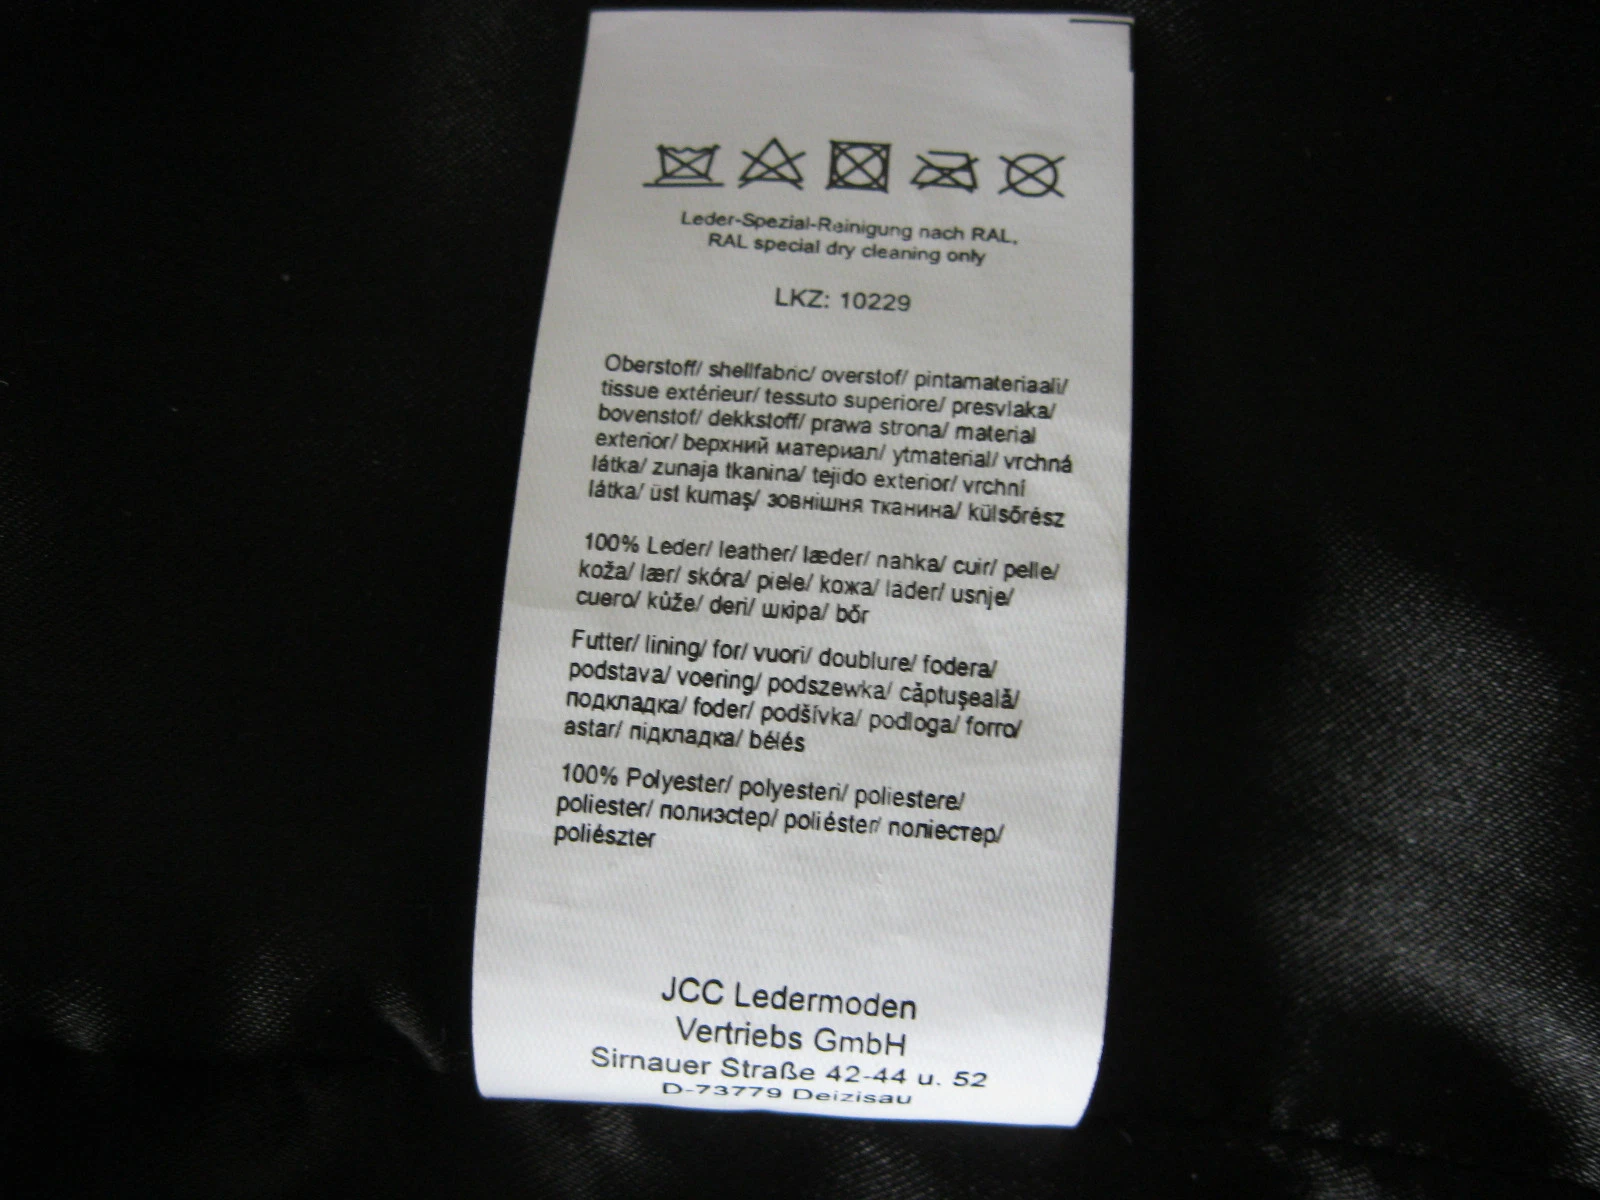 Leder-Spezial-Reinigung nach RAL.
RAL special dry cleaning only
LKZ: 10229
Oberstoff/ shellfabric/ overstof/ pintamateriaali/
tissue extérieur/ tessuto superiore/ presvlaka/
bovenstof/ dekkstoff/ prawa strona/ material
exterior/ верхний материал/ ytmaterial/ vrchná
látka/ zunaja tkanina/ tejido exterior/ vrchní
látka/ üst kumaş/ зовнішня тканина/ külsőrész
100% Leder/ leather/ læder/ nahka/ cuir/ pelle/
koža/ lær/ skóra/ piele/ кожа/ läder/ usnje/
cuero/ kůže/ deri/ шкіра/ bőr
Futter/ lining/ for/ vuori/ doublure/ fodera/
podstava/ voering/ podszewka/ căptuşeală/
подкладка/ foder/ podšívka/ podloga/ forro/
astar/ підкладка/ bélés
100% Polyester/ polyesteri/ poliestere/
poliester/ полиэстер/ poliéster/ поліестер/
poliészter
JCC Ledermoden
Vertriebs GmbH
Sirnauer Straße 42-44 u. 52
D-73779 Deizisau